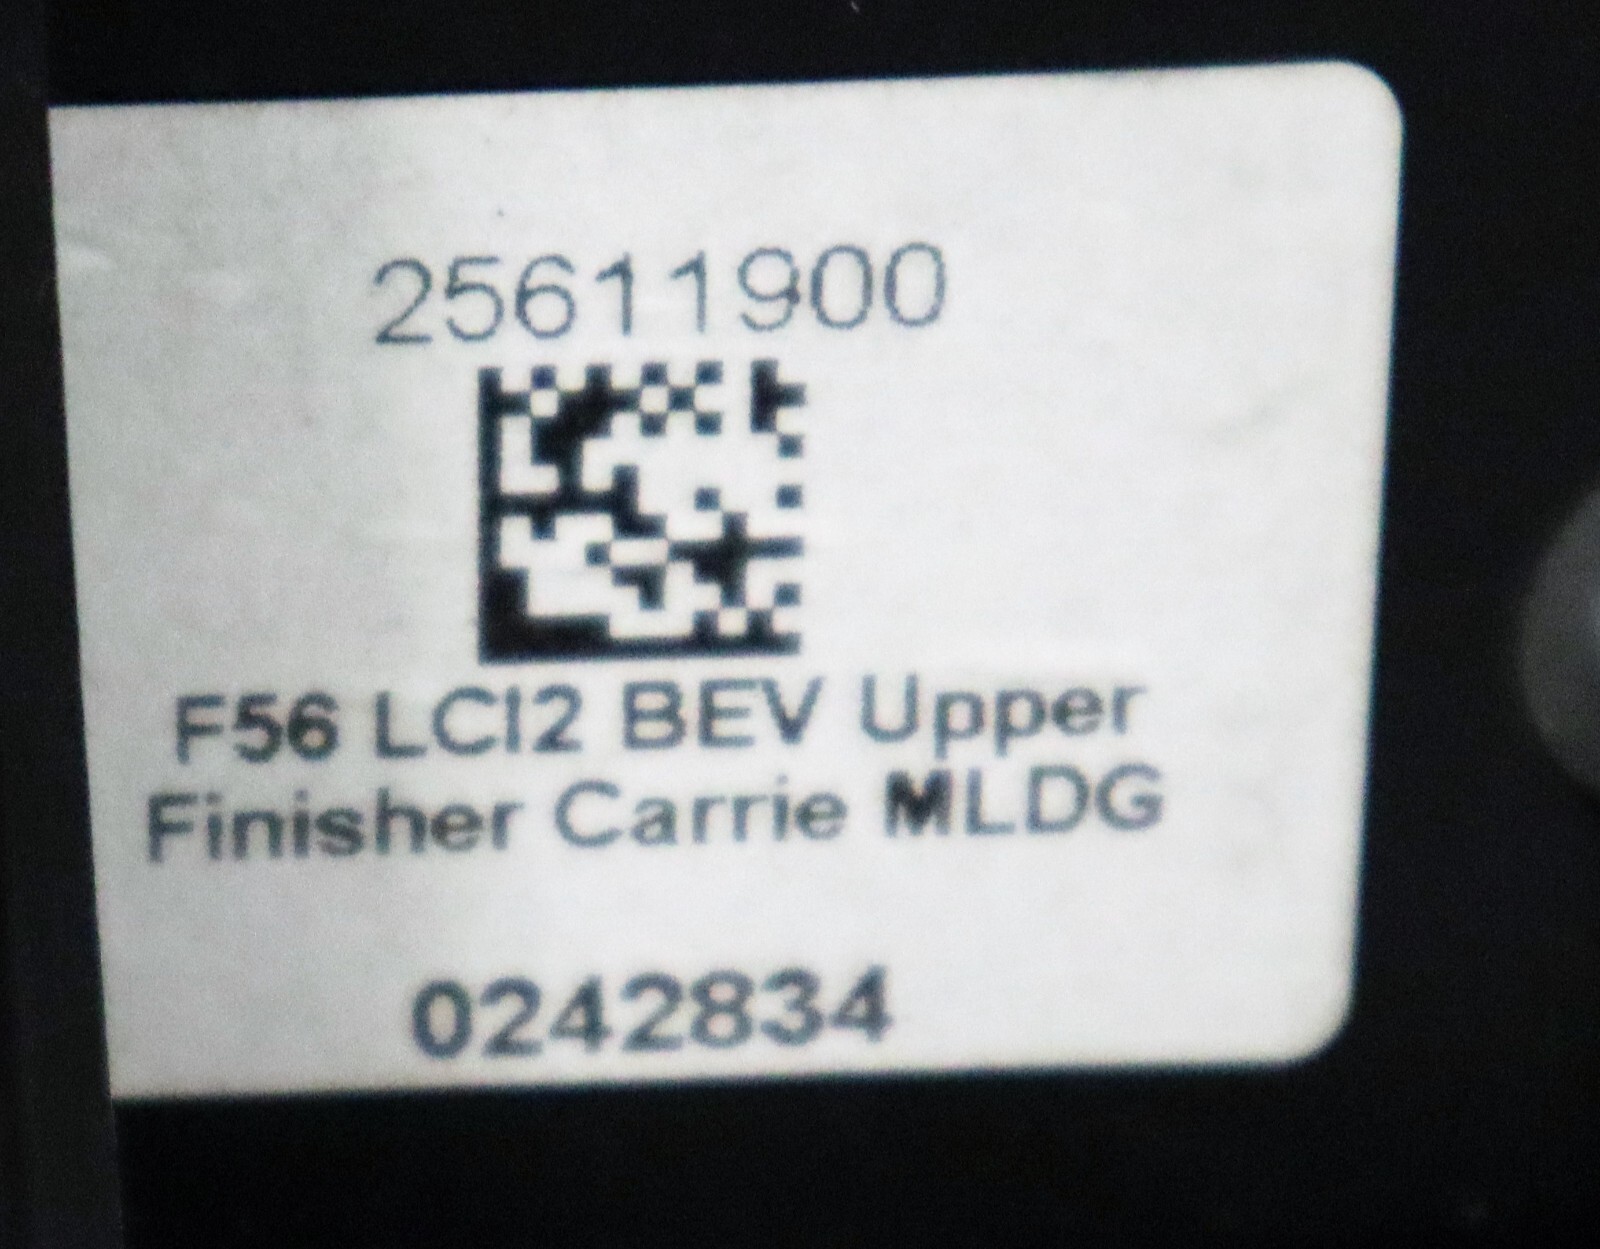 25611900
F56 LCI2 BEV Upper
Finisher Carrie MLDG
0242834